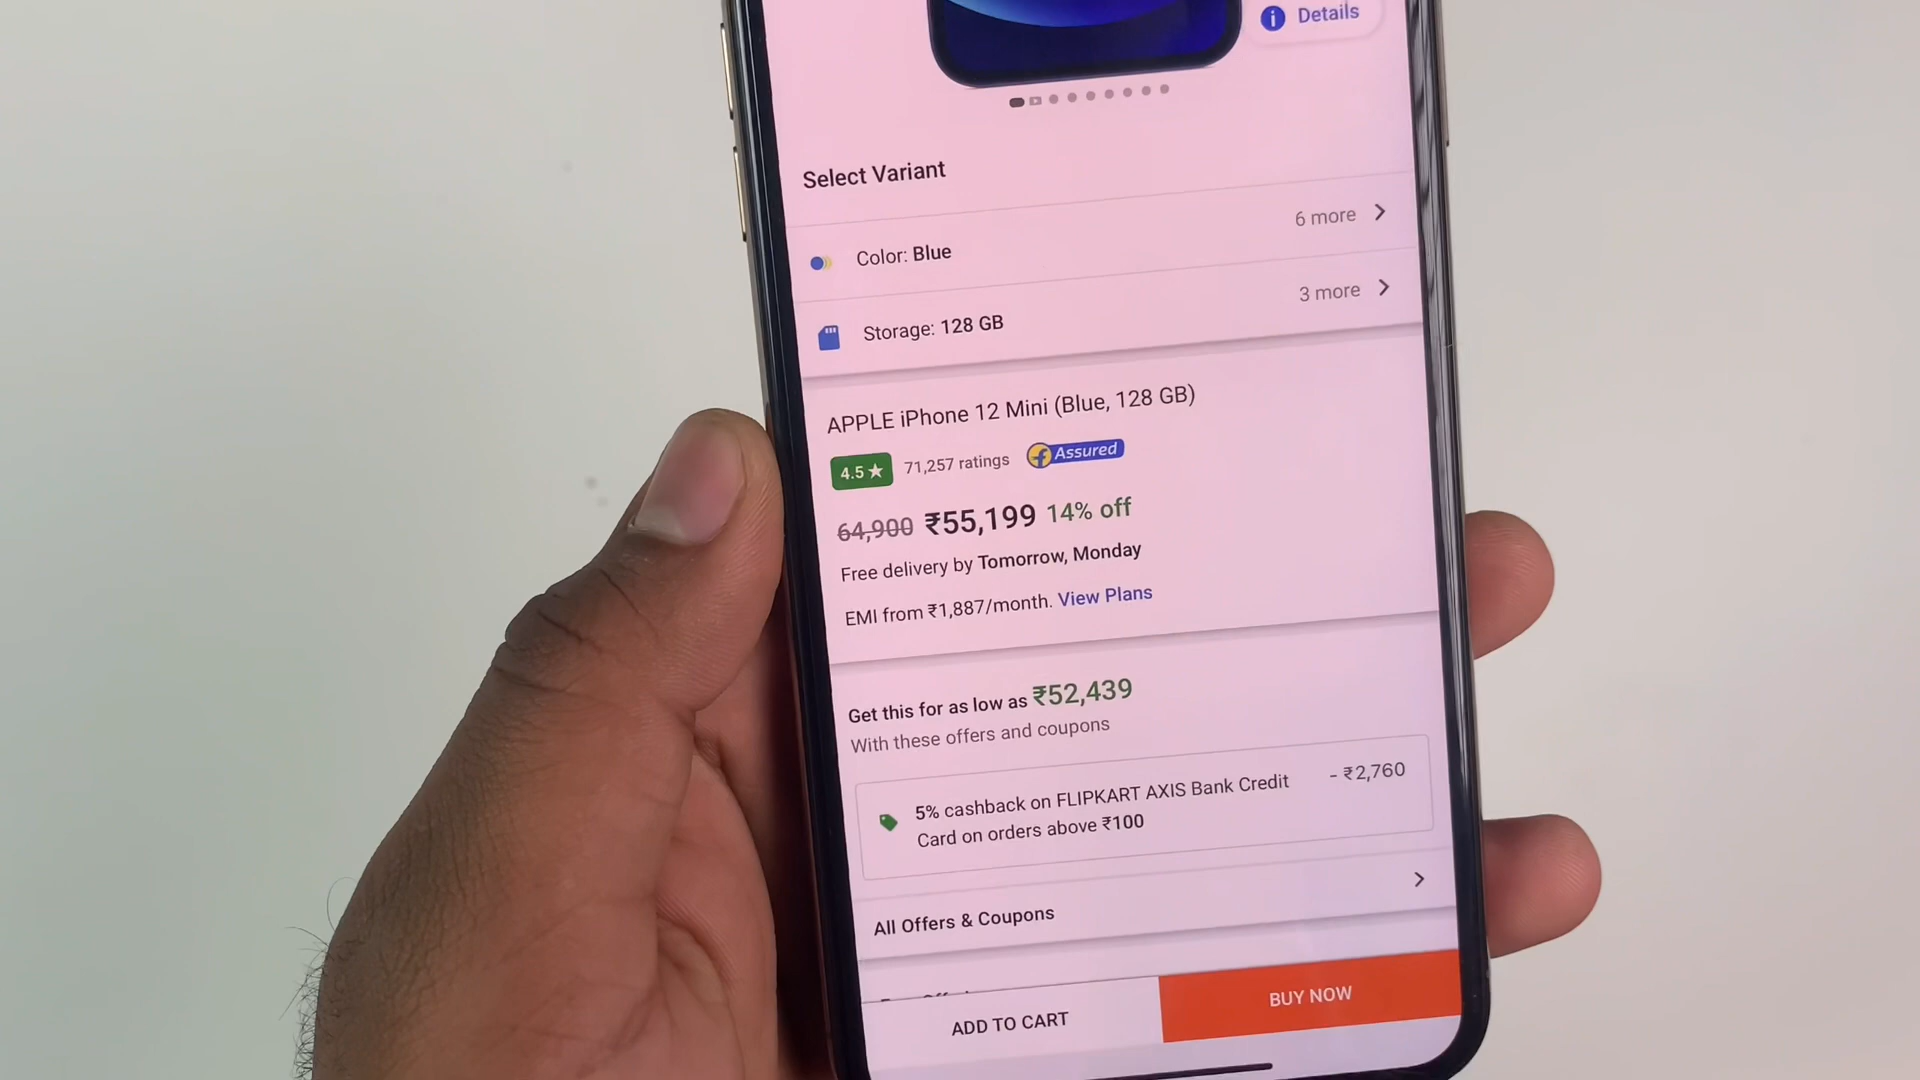 i Details
Select Variant
6 more
Color: Blue
3 more
Storage: 128 GB
APPLE iPhone 12 Mini (Blue, 128 GB)
4.5★ 71,257 ratings f Assured
64,900 ₹55,199 14% off
Free delivery by Tomorrow, Monday
EMI from ₹1,887/month. View Plans
Get this for as low as ₹52,439
With these offers and coupons
5% cashback on FLIPKART AXIS Bank Credit - ₹2,760
Card on orders above ₹100
All Offers & Coupons
ADD TO CART BUY NOW